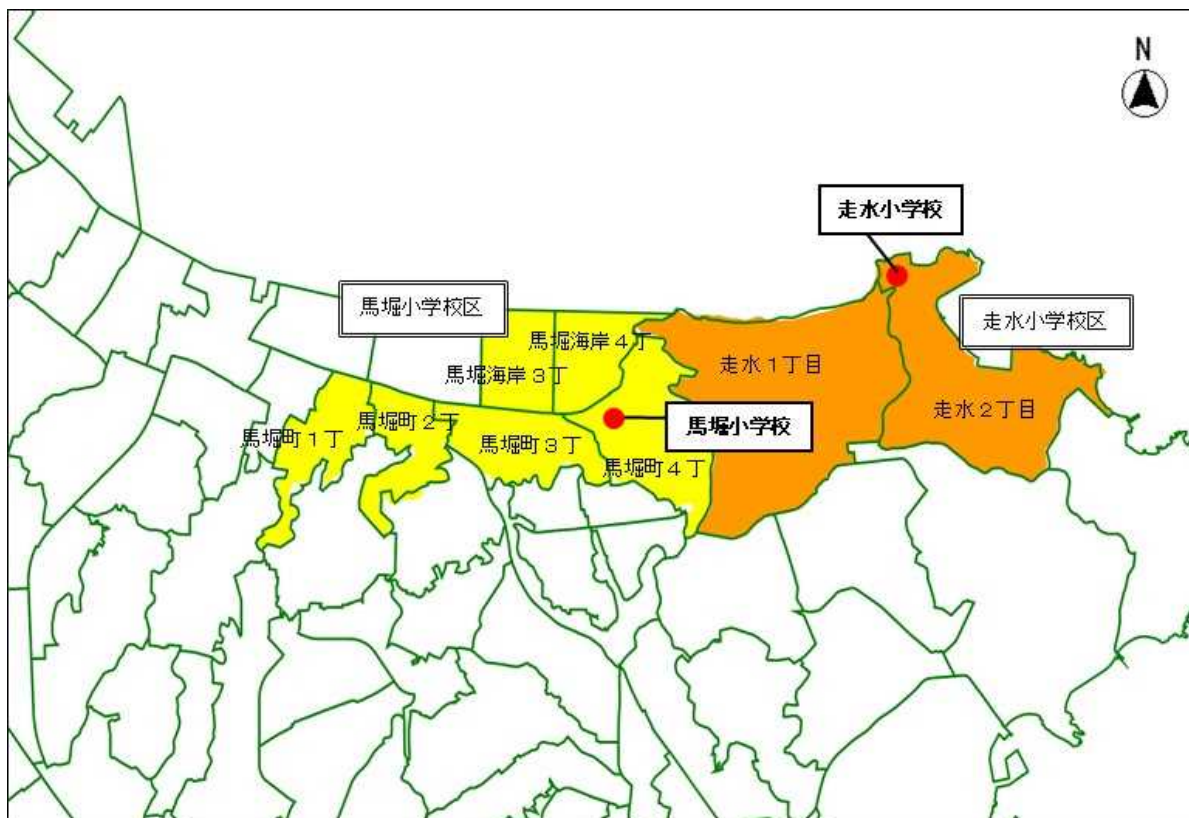 N
走水小学校
馬堀小学校区
走水小学校区
馬堀海岸４丁
馬堀海岸３丁
走水１丁目
走水２丁目
馬堀町１丁
馬堀町２丁
馬堀町３丁
馬堀小学校
馬堀町４丁